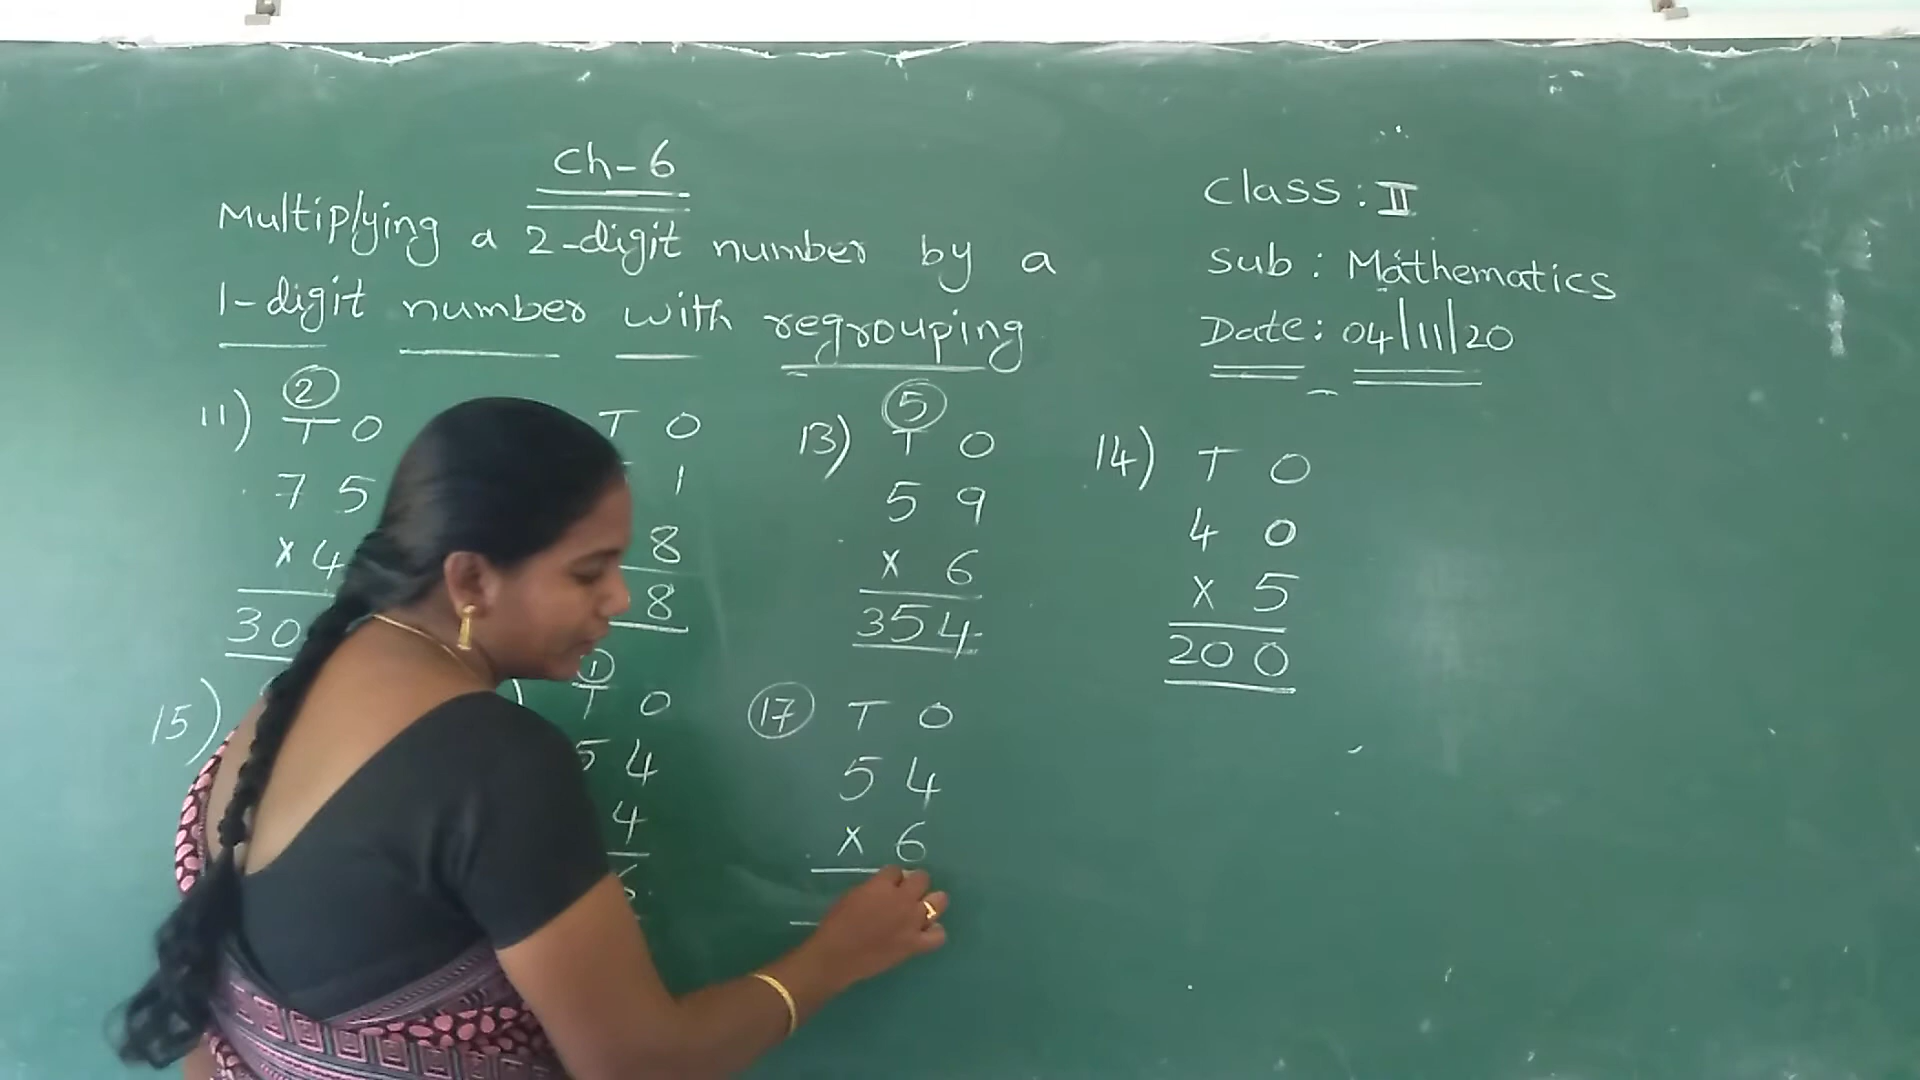 Ch-6
Multiplying a 2-digit number by a
1-digit number with regrouping
Class : II
Sub : Mathematics
Date : 04/11/20
11)
2
T O
7 5
x 4
30
T O
1
8
8
13)
5
T O
5 9
x 6
354
14)
T O
4 0
x 5
200
15)
)
1
T O
5 4
4
6
17
T O
5 4
x 6